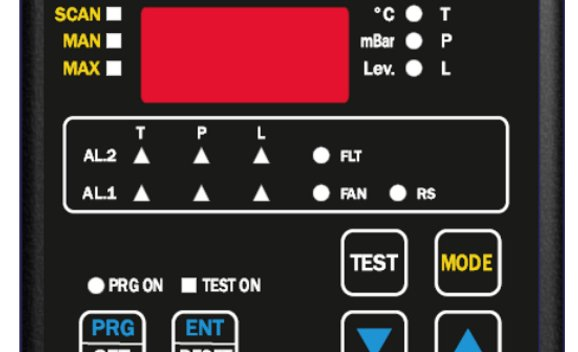 SCAN °C T
MAN mBar P
MAX Lev. L
T P L
AL.2 FLT
AL.1 FAN RS
TEST MODE
PRG ON TEST ON
PRG ENT